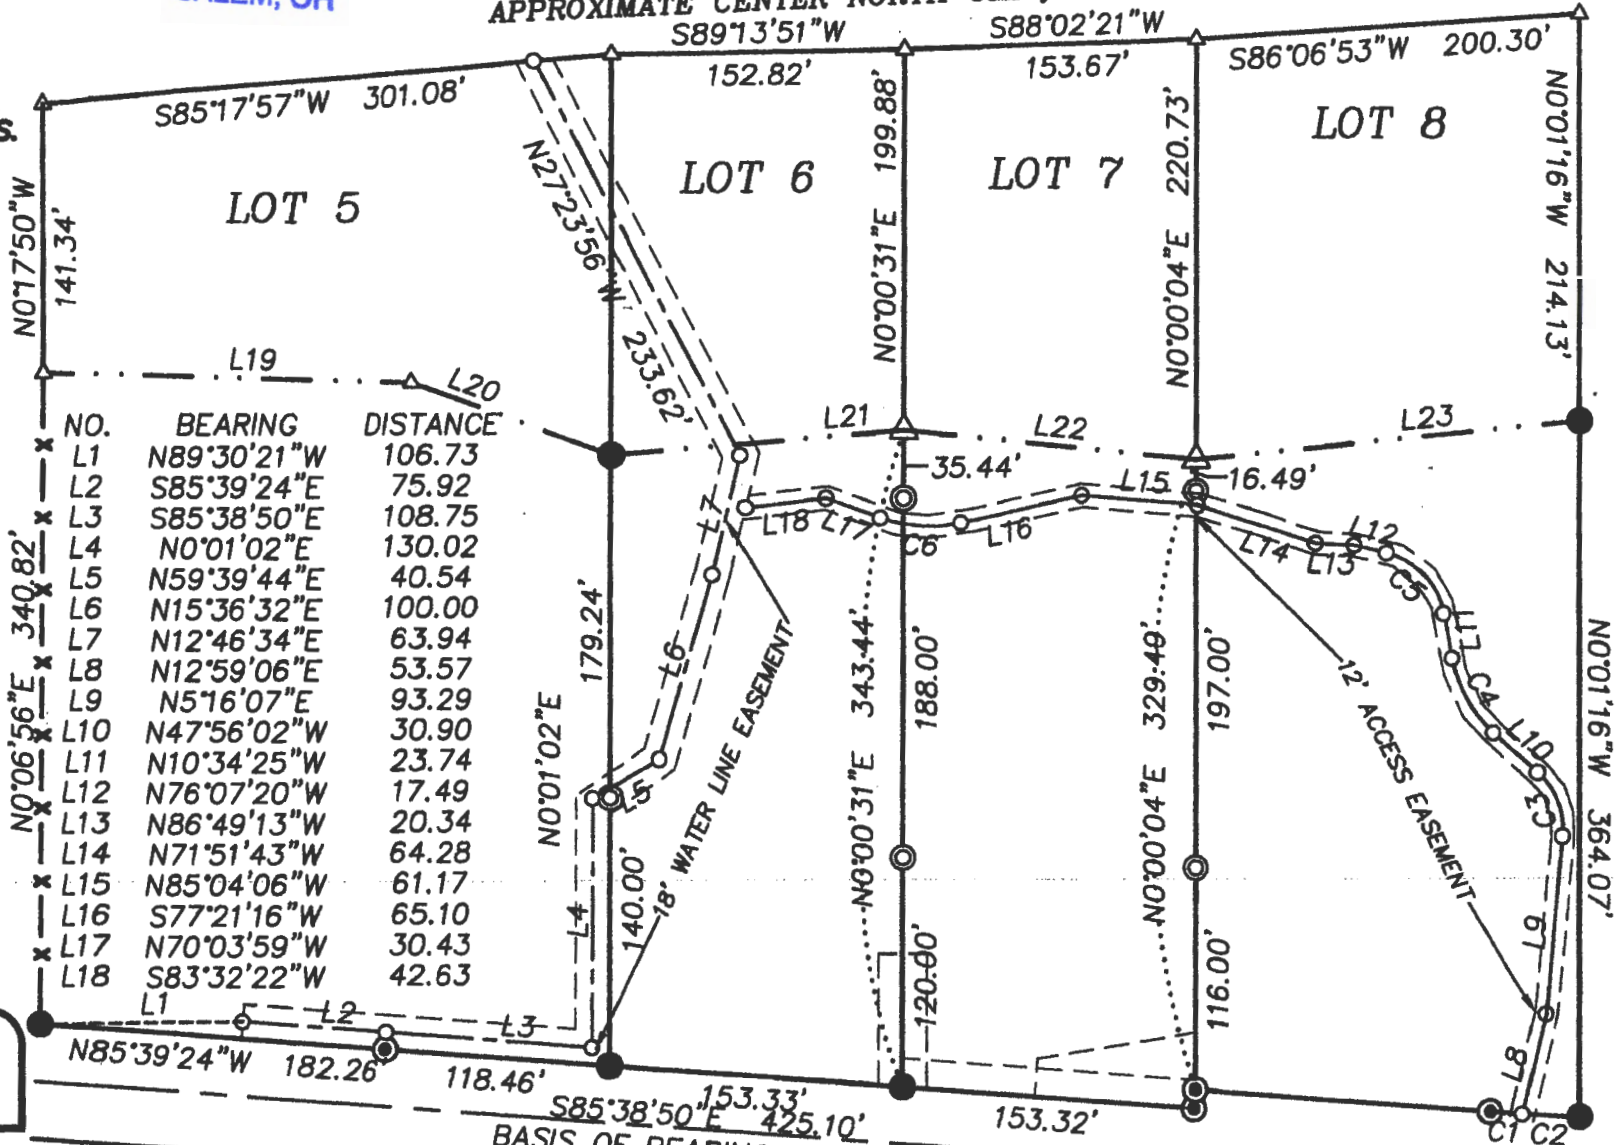 S89°13'51"W
S88°02'21"W
S86°06'53"W 200.30'
152.82'
153.67'
S85°17'57"W 301.08'
S.
LOT 5
LOT 6
LOT 7
LOT 8
N0°17'50"W
141.34'
N27°23'56"W 233.62'
N0°00'31"E 199.88'
N0°00'04"E 220.73'
N0°01'16"W 214.13'
L19
L20
L21
L22
L23
NO. BEARING DISTANCE
L1 N89°30'21"W 106.73
L2 S85°39'24"E 75.92
L3 S85°38'50"E 108.75
L4 N0°01'02"E 130.02
L5 N59°39'44"E 40.54
L6 N15°36'32"E 100.00
L7 N12°46'34"E 63.94
L8 N12°59'06"E 53.57
L9 N5°16'07"E 93.29
L10 N47°56'02"W 30.90
L11 N10°34'25"W 23.74
L12 N76°07'20"W 17.49
L13 N86°49'13"W 20.34
L14 N71°51'43"W 64.28
L15 N85°04'06"W 61.17
L16 S77°21'16"W 65.10
L17 N70°03'59"W 30.43
L18 S83°32'22"W 42.63
N0°06'56"E 340.82'
35.44'
16.49'
L7
L18
L17
C6
L16
L15
L14
L13
L12
C5
L11
C4
L10
C3
L9
L8
L6
L5
L4
179.24'
N0°01'02"E
140.00'
18' WATER LINE EASEMENT
N0°00'31"E 343.44'
188.00'
120.00'
N0°00'04"E 329.49'
197.00'
116.00'
12' ACCESS EASEMENT
N0°01'16"W 364.07'
L1
L2
L3
N85°39'24"W 182.26'
118.46'
153.33'
153.32'
C1 C2
S85°38'50"E 425.10'